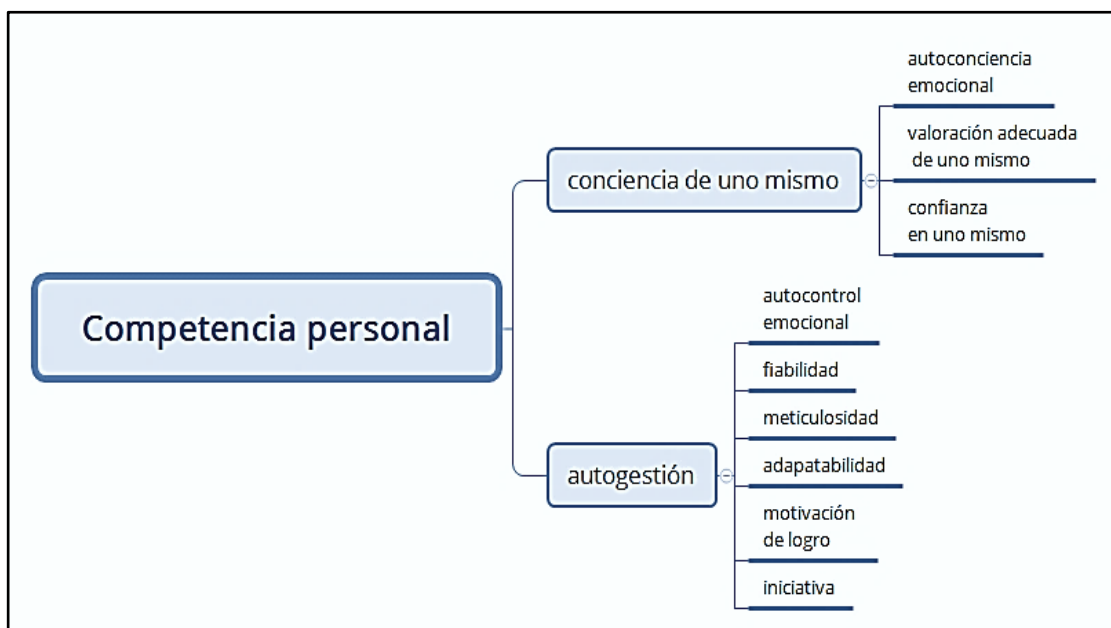 Competencia personal
conciencia de uno mismo
autoconciencia
emocional
valoración adecuada
de uno mismo
confianza
en uno mismo
autogestión
autocontrol
emocional
fiabilidad
meticulosidad
adapatabilidad
motivación
de logro
iniciativa